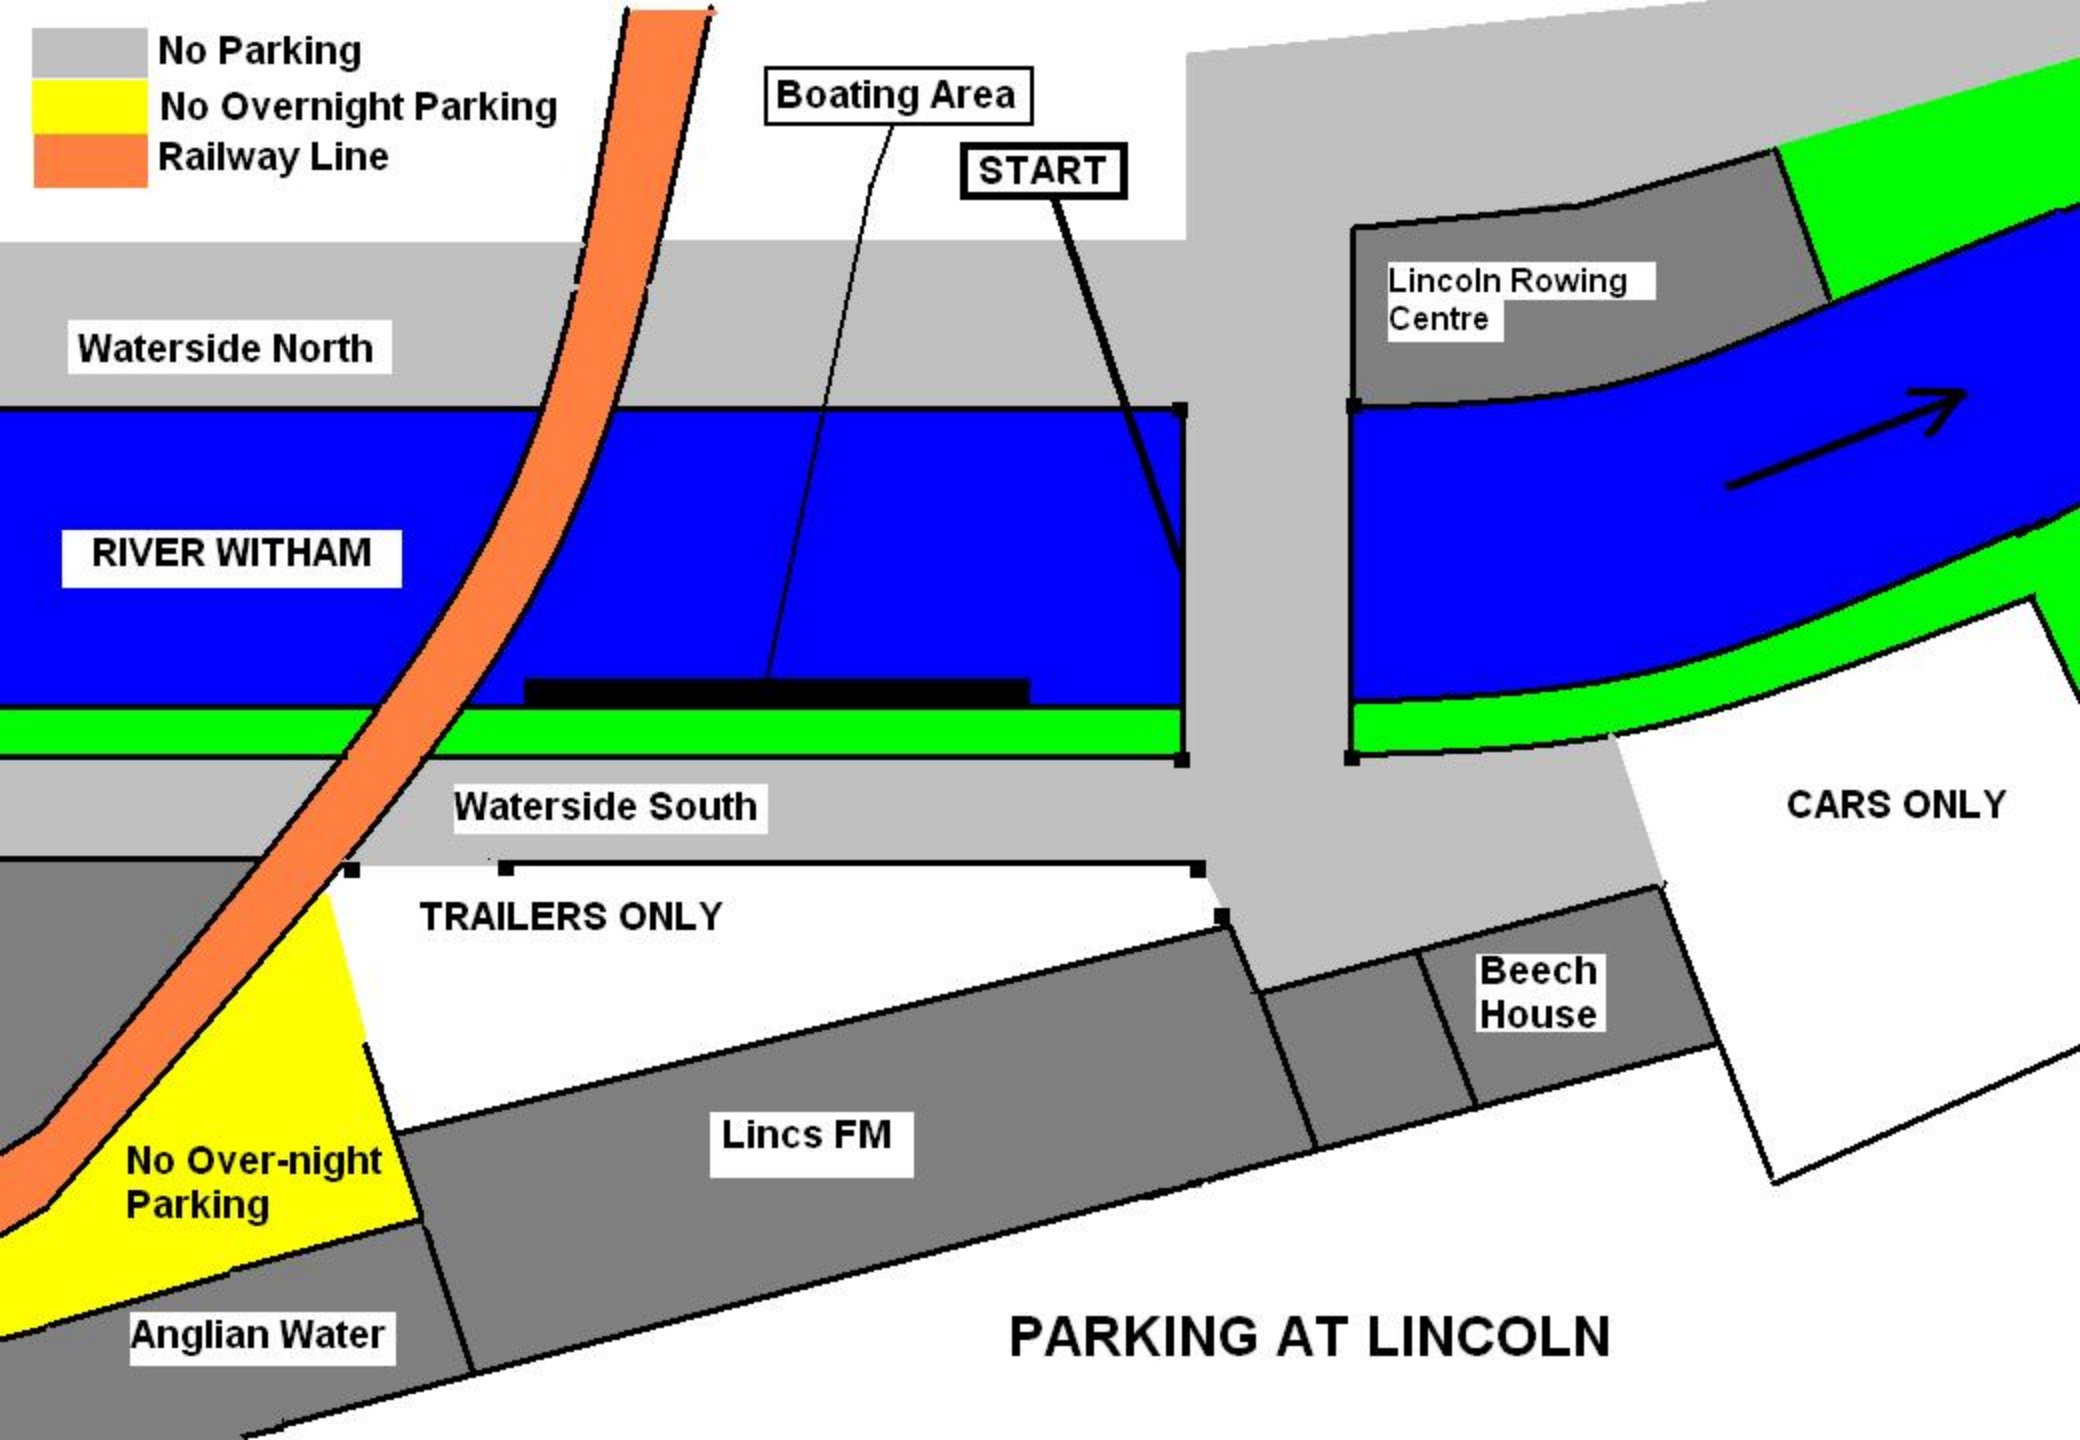 No Parking
No Overnight Parking
Railway Line
Boating Area
START
Lincoln Rowing
Centre
Waterside North
RIVER WITHAM
Waterside South
CARS ONLY
TRAILERS ONLY
Beech
House
Lincs FM
No Over-night
Parking
Anglian Water
PARKING AT LINCOLN